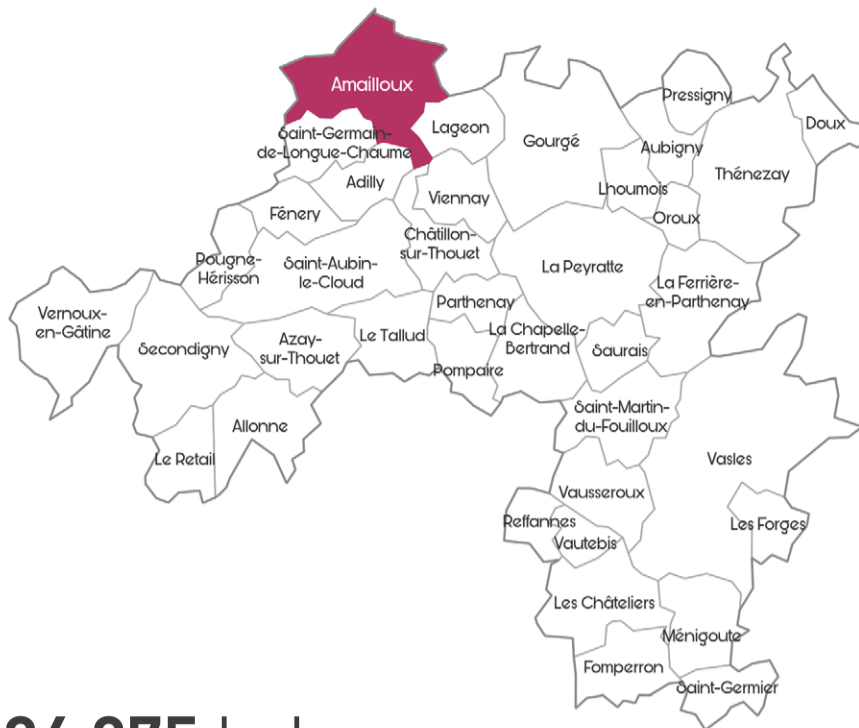 Amailloux
Pressigny
Doux
Saint-Germain-
de-Longue-Chaume
Lageon
Gourgé
Aubigny
Thénezay
Adilly
Viennay
Lhoumois
Oroux
Fénery
Châtillon-
sur-Thouet
Pougne-
Hérisson
Saint-Aubin-
le-Cloud
La Peyratte
La Ferrière-
en-Parthenay
Vernoux-
en-Gâtine
Parthenay
Secondigny
Azay-
sur-Thouet
Le Tallud
La Chapelle-
Bertrand
Saurais
Pompaire
Saint-Martin-
du-Fouilloux
Allonne
Le Retail
Vasles
Vausseroux
Reffannes
Les Forges
Vautebis
Les Châteliers
Ménigoute
Fomperron
Saint-Germier